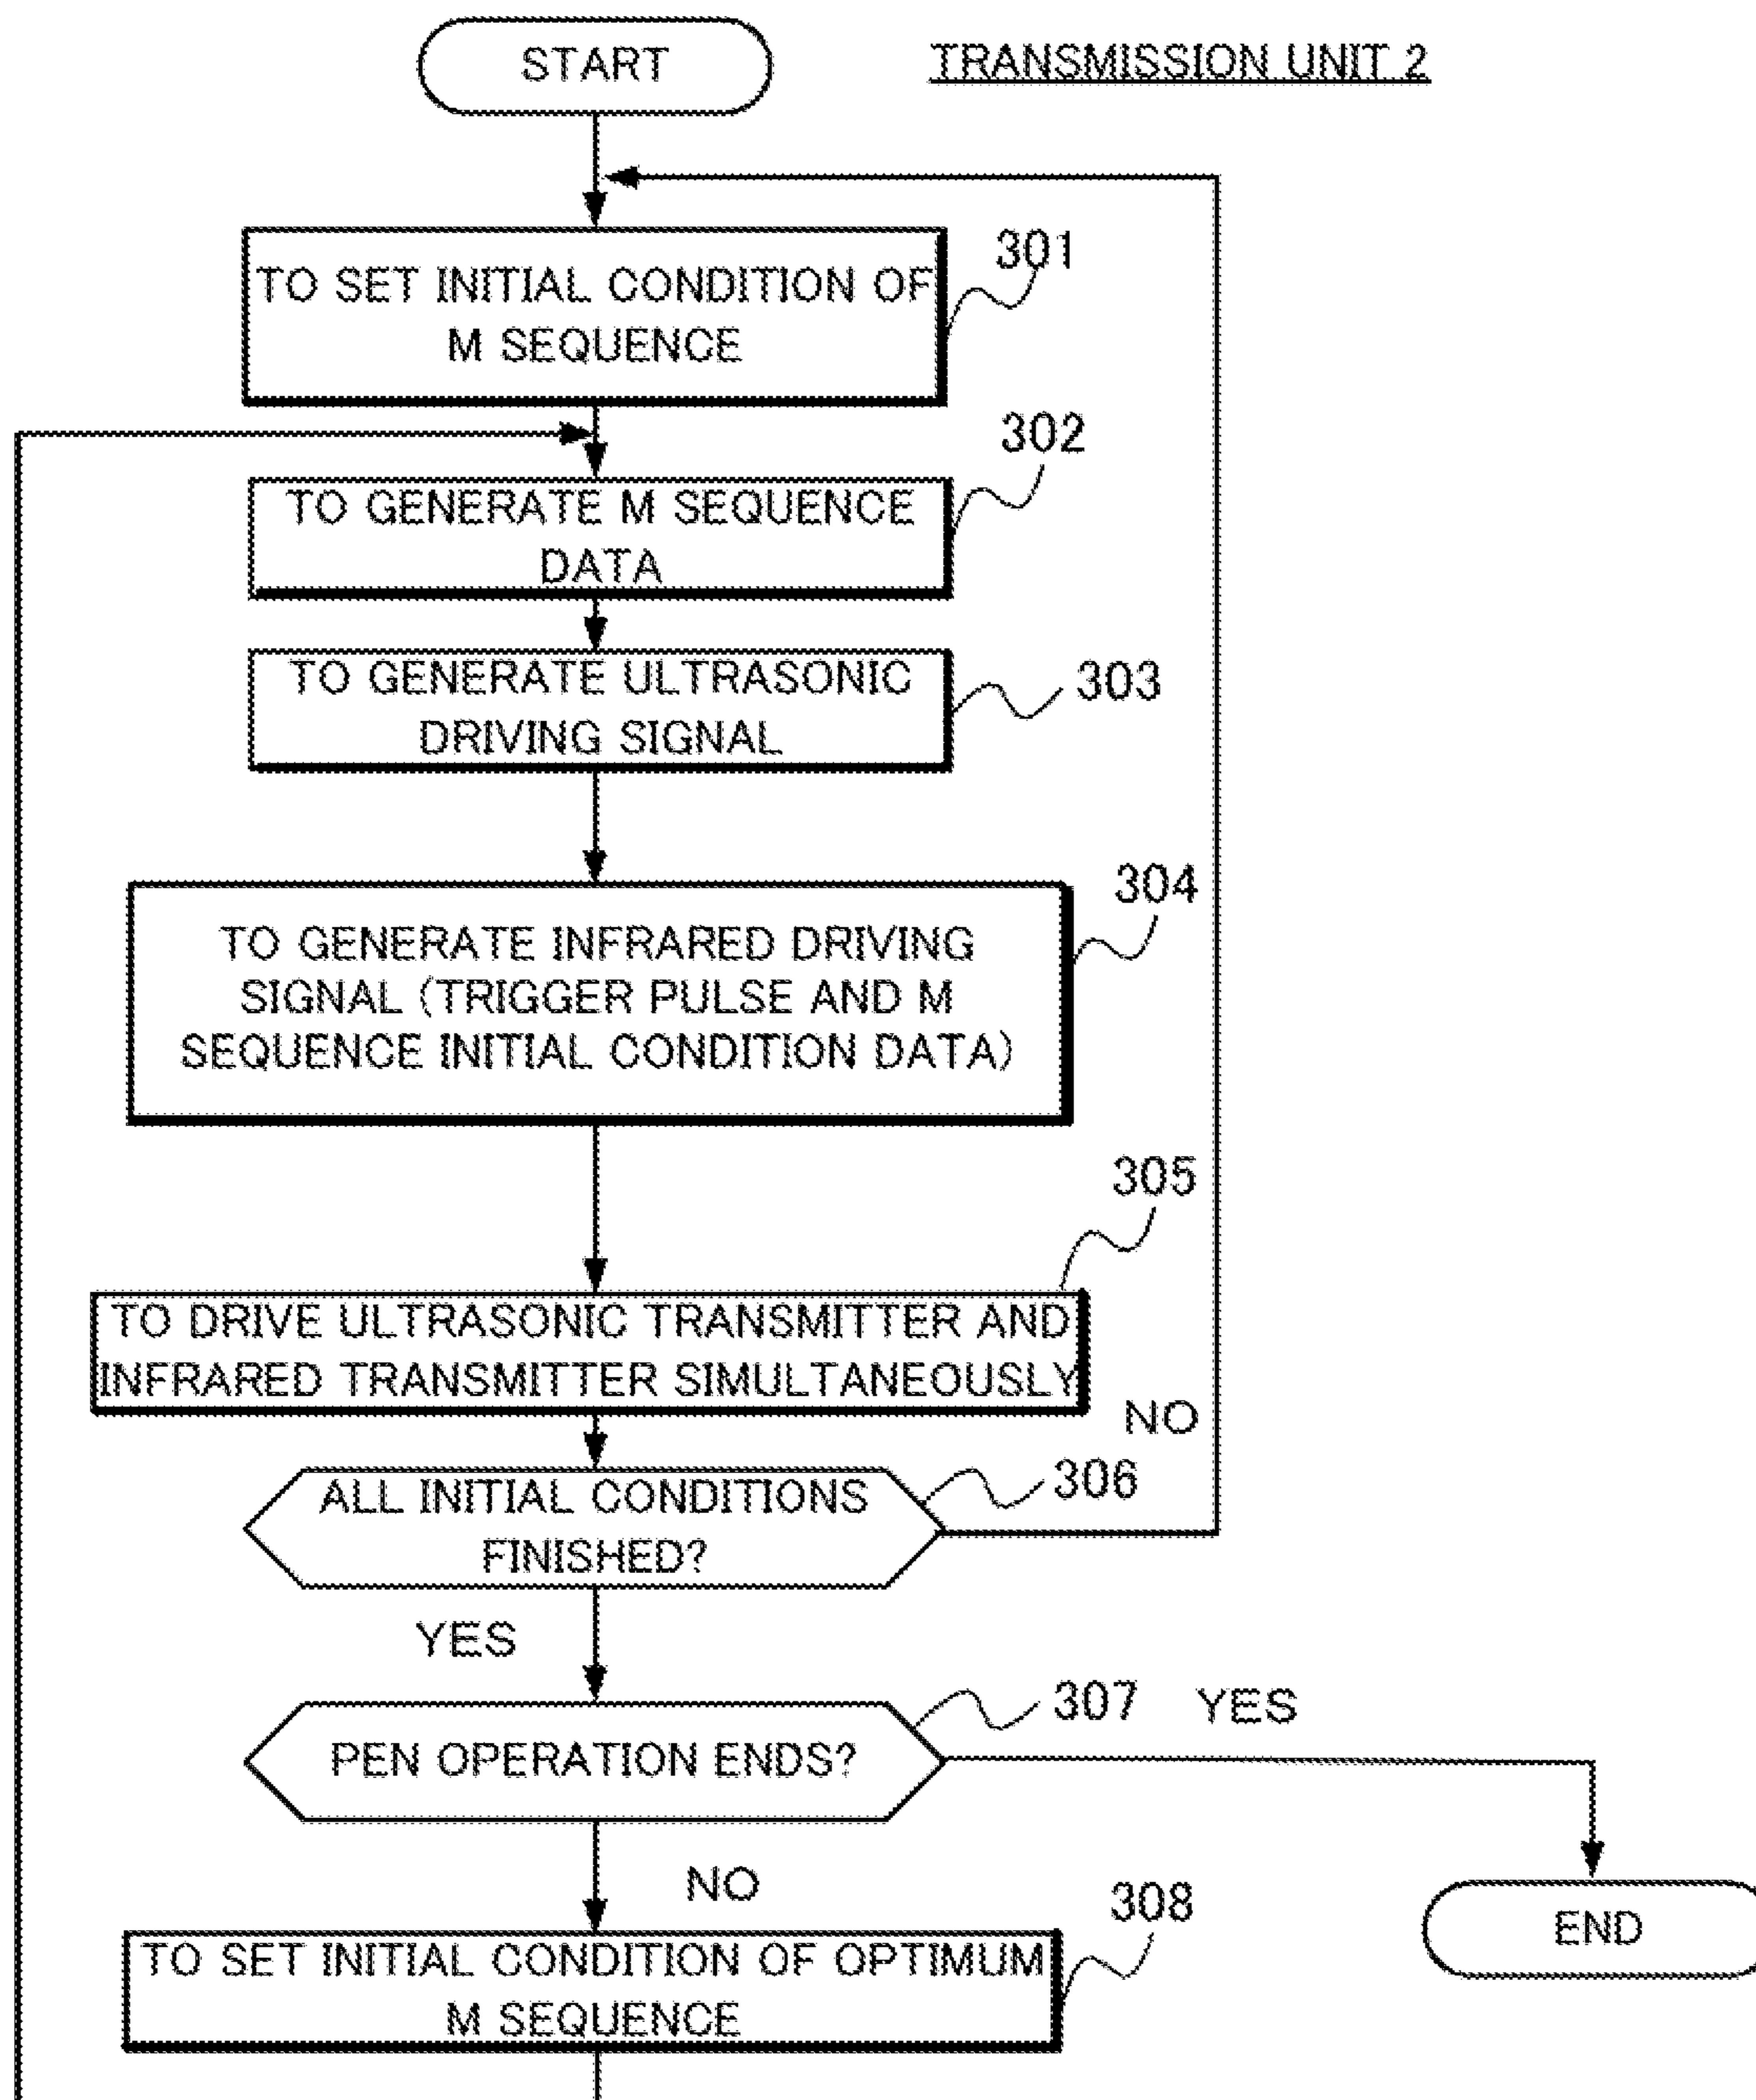 START
TRANSMISSION UNIT 2
301
TO SET INITIAL CONDITION OF
M SEQUENCE
302
TO GENERATE M SEQUENCE
DATA
TO GENERATE ULTRASONIC
DRIVING SIGNAL
303
304
TO GENERATE INFRARED DRIVING
SIGNAL (TRIGGER PULSE AND M
SEQUENCE INITIAL CONDITION DATA)
305
TO DRIVE ULTRASONIC TRANSMITTER AND
INFRARED TRANSMITTER SIMULTANEOUSLY
NO
ALL INITIAL CONDITIONS
FINISHED?
306
YES
307
YES
PEN OPERATION ENDS?
NO
308
END
TO SET INITIAL CONDITION OF OPTIMUM
M SEQUENCE